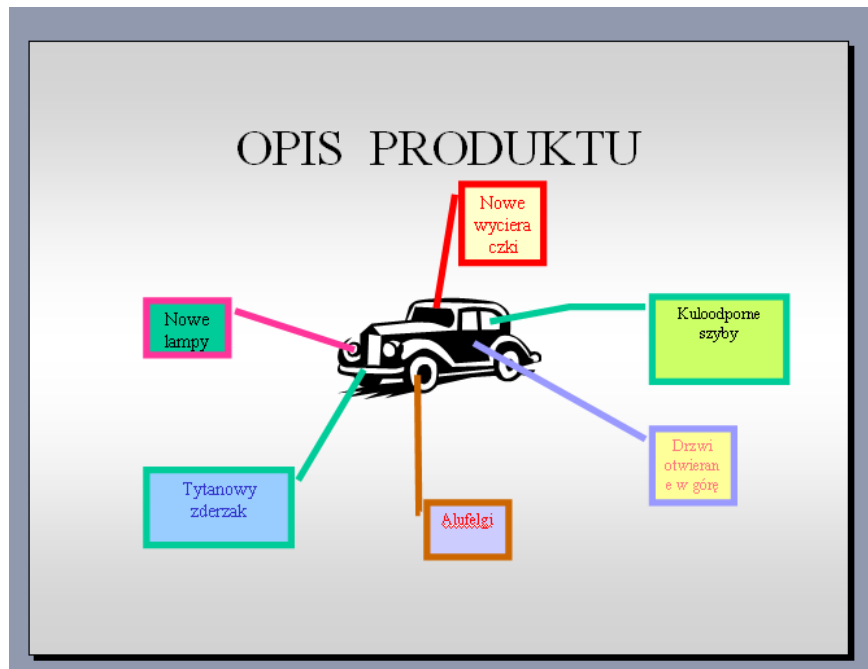 OPIS PRODUKTU
Nowe
wyciera
czki
Nowe
lampy
Kuloodporne
szyby
Drzwi
otwieran
e w górę
Tytanowy
zderzak
Alufelgi